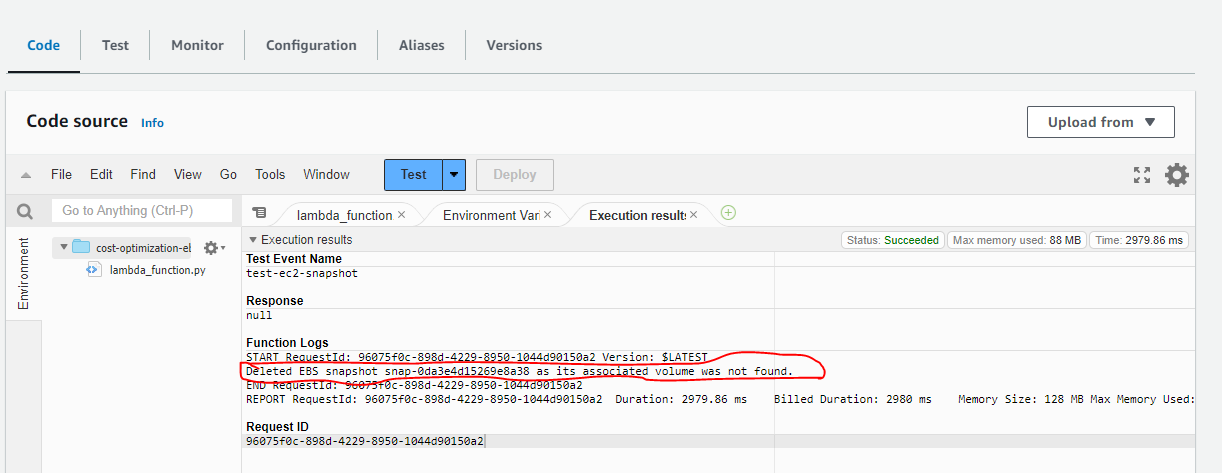 Code Test Monitor Configuration Aliases Versions
Code source Info
Upload from
File Edit Find View Go Tools Window Test Deploy
Go to Anything (Ctrl-P)
lambda_function × Environment Vari × Execution results ×
Environment
cost-optimization-eb
lambda_function.py
Execution results
Status: Succeeded Max memory used: 88 MB Time: 2979.86 ms
Test Event Name
test-ec2-snapshot
Response
null
Function Logs
START RequestId: 96075f0c-898d-4229-8950-1044d90150a2 Version: $LATEST
Deleted EBS snapshot snap-0da3e4d15269e8a38 as its associated volume was not found.
END RequestId: 96075f0c-898d-4229-8950-1044d90150a2
REPORT RequestId: 96075f0c-898d-4229-8950-1044d90150a2 Duration: 2979.86 ms Billed Duration: 2980 ms Memory Size: 128 MB Max Memory Used:
Request ID
96075f0c-898d-4229-8950-1044d90150a2